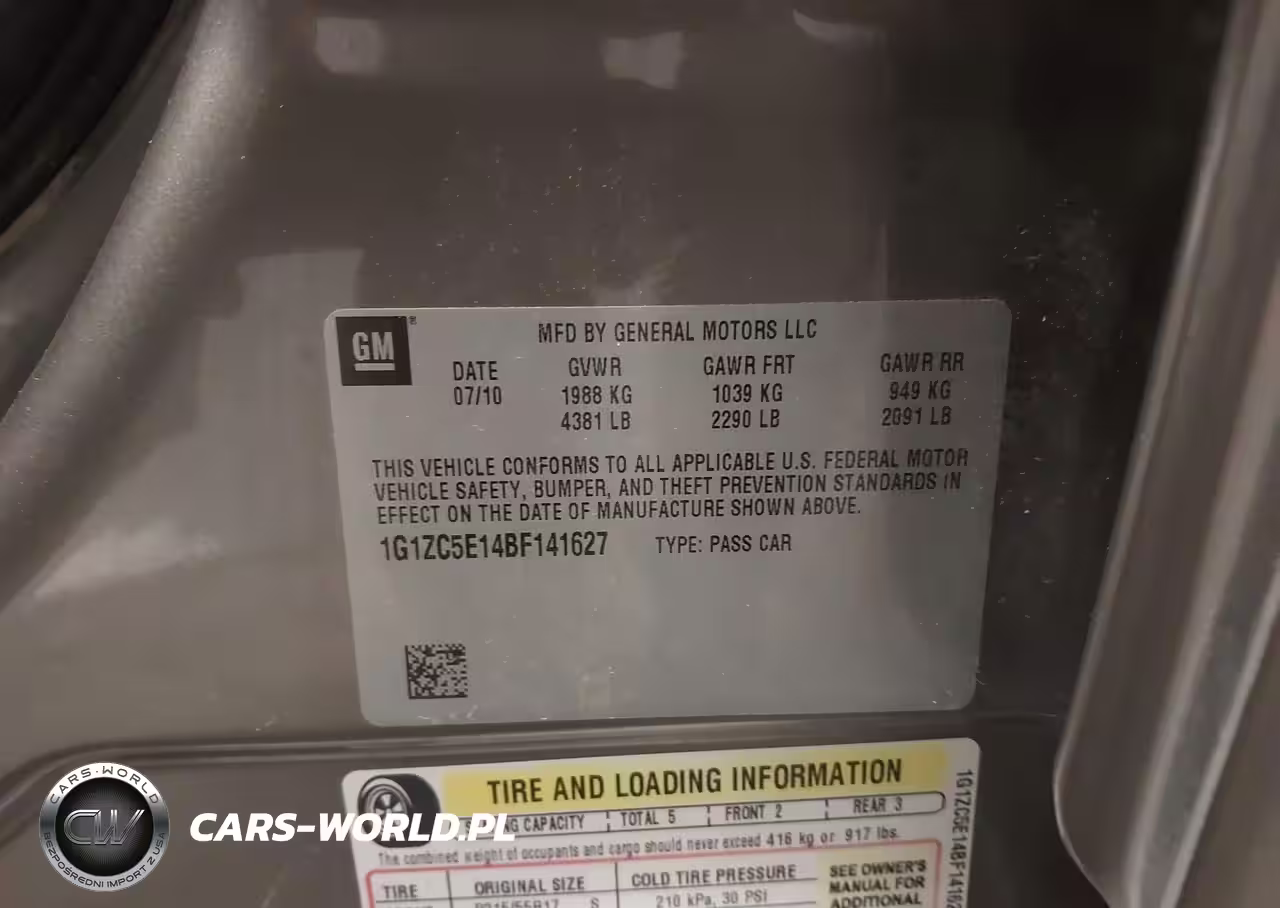 GM
MFD BY GENERAL MOTORS LLC
DATE GVWR GAWR FRT GAWR RR
07/10 1988 KG 1039 KG 949 KG
4381 LB 2290 LB 2091 LB
THIS VEHICLE CONFORMS TO ALL APPLICABLE U.S. FEDERAL MOTOR
VEHICLE SAFETY, BUMPER, AND THEFT PREVENTION STANDARDS IN
EFFECT ON THE DATE OF MANUFACTURE SHOWN ABOVE.
1G1ZC5E14BF141627 TYPE: PASS CAR
TIRE AND LOADING INFORMATION
CAPACITY TOTAL 5 FRONT 2 REAR 3
The combined weight of occupants and cargo should never exceed 416 kg or 917 lbs.
TIRE ORIGINAL SIZE COLD TIRE PRESSURE SEE OWNER'S
MANUAL FOR
ADDITIONAL
210 kPa, 30 PSI
1G1ZC5E14BF14162
CARS-WORLD
CW
BEZPOŚREDNI IMPORT Z USA
CARS-WORLD.PL